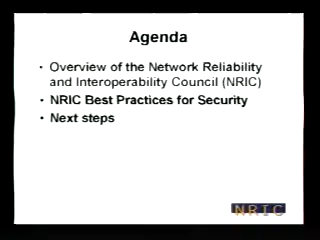 Agenda
• Overview of the Network Reliability
and Interoperability Council (NRIC)
• NRIC Best Practices for Security
• Next steps
NRIC